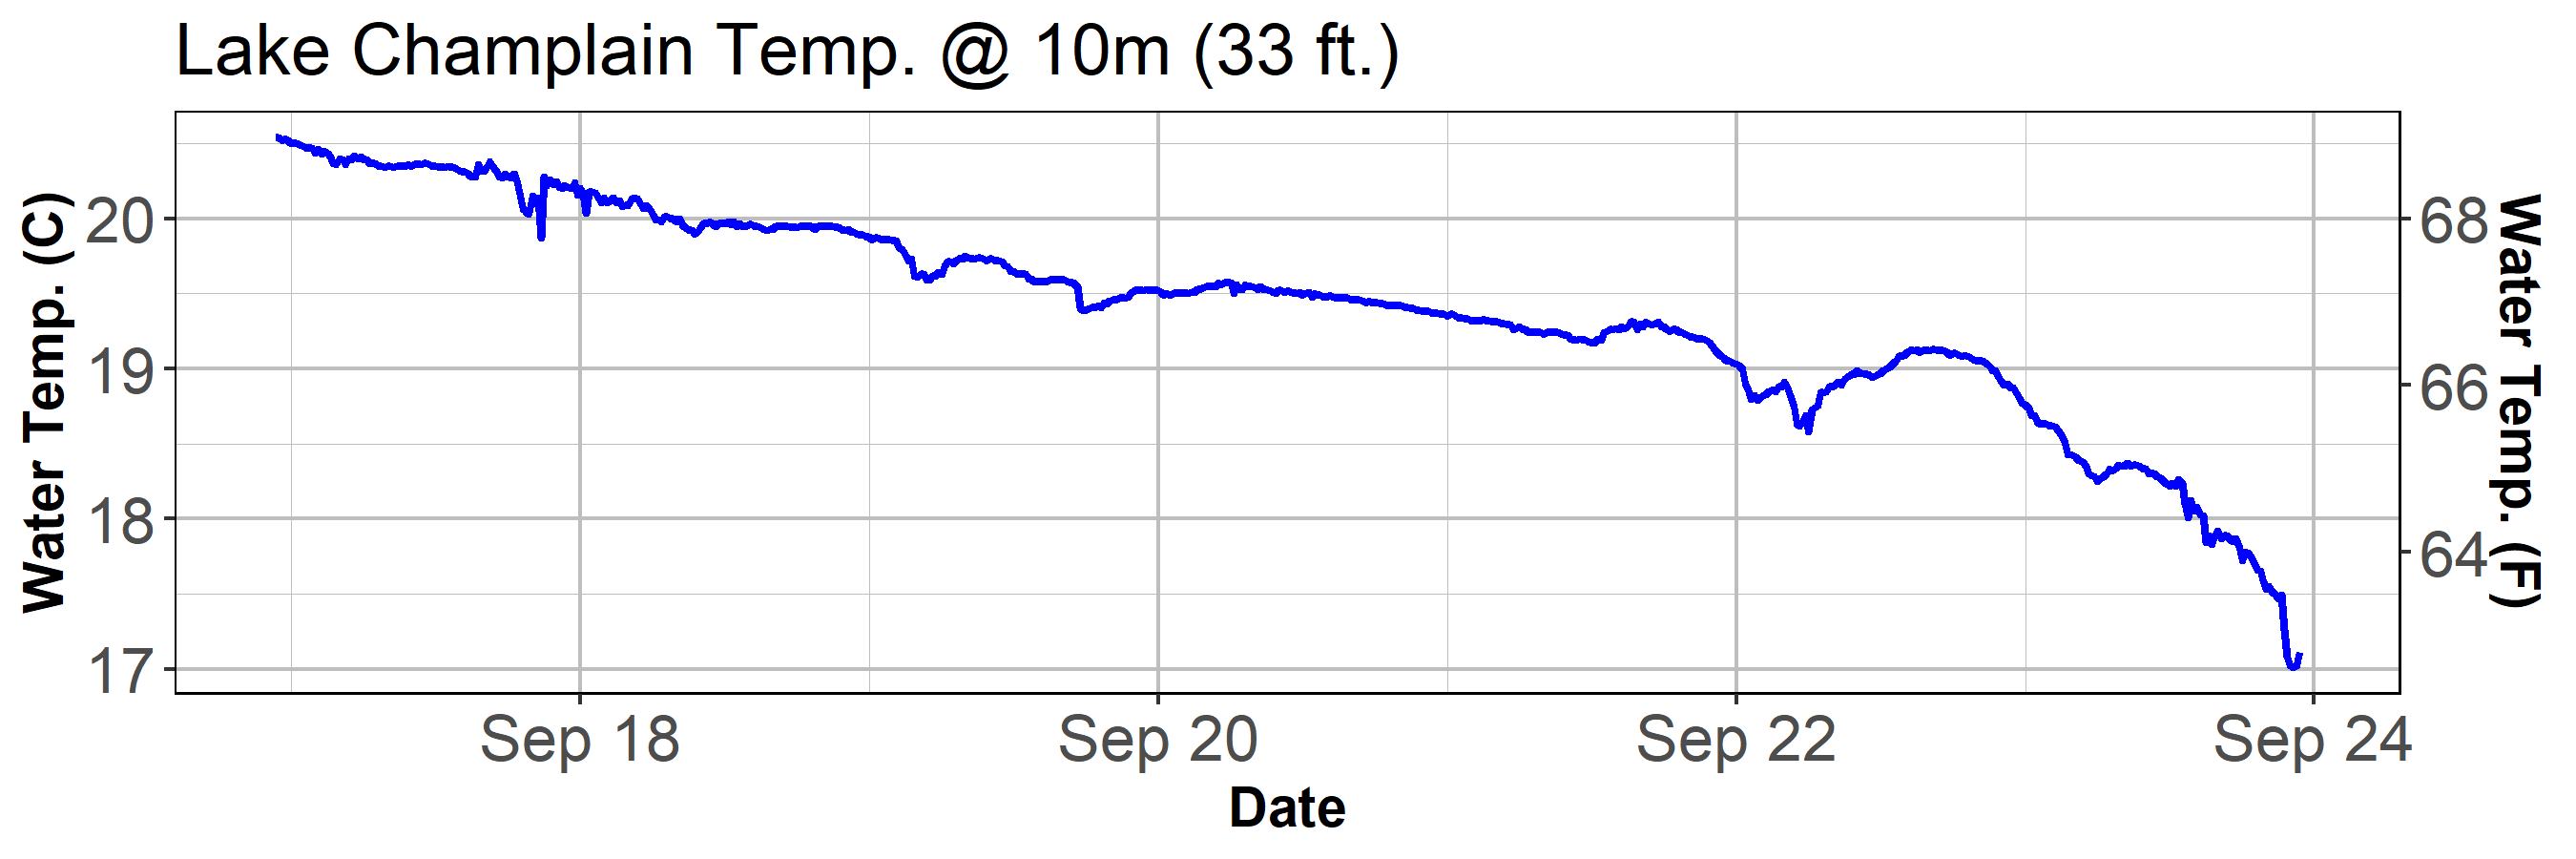 Lake Champlain Temp. @ 10m (33 ft.)
Water Temp. (C)
20
19
18
17
68
66
64
Water Temp. (F)
Sep 18
Sep 20
Sep 22
Sep 24
Date